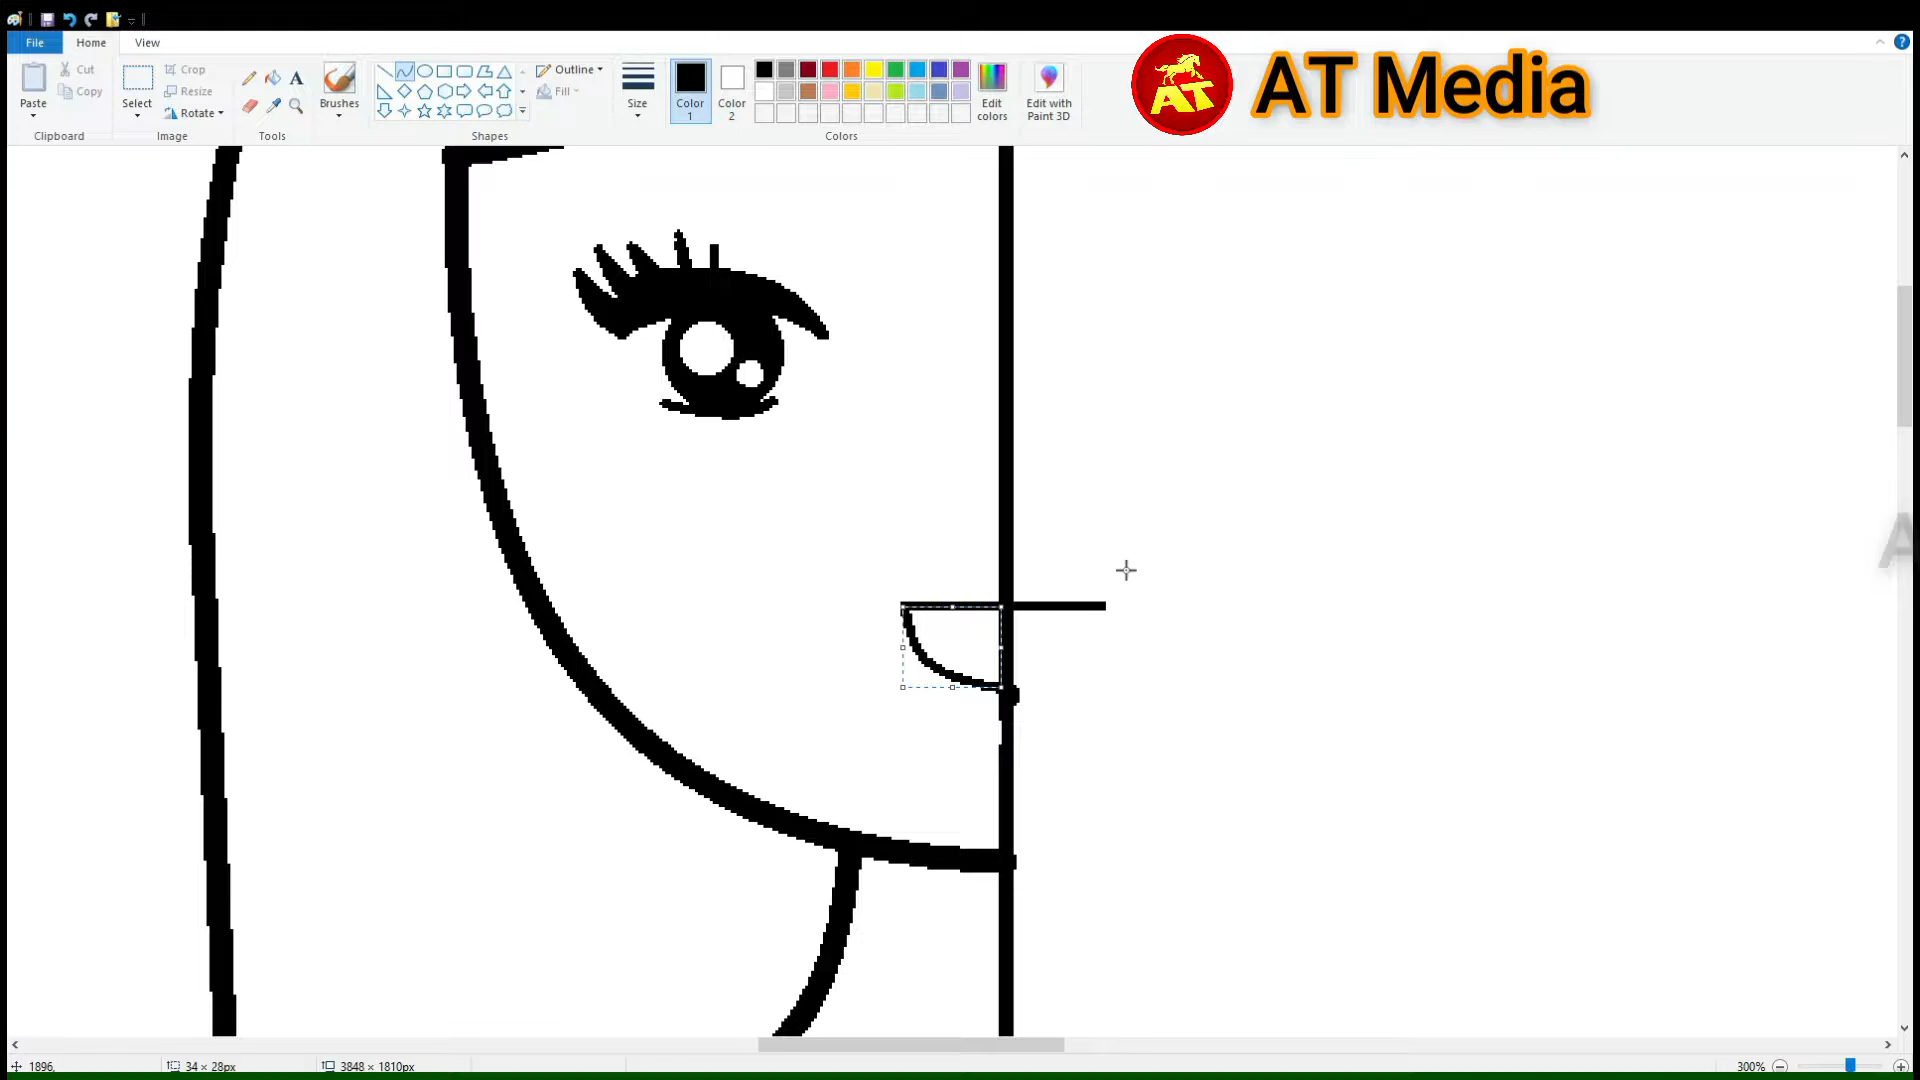 File Home View
AT AT Media
Paste
Cut
Copy
Clipboard
Select
Crop
Resize
Rotate
Image
A
Tools
Brushes
Outline
Fill
Shapes
Size
Color
1
Color
2
Edit
colors
Edit with
Paint 3D
Colors
A
1896,
34 × 28px
3848 × 1810px
300%